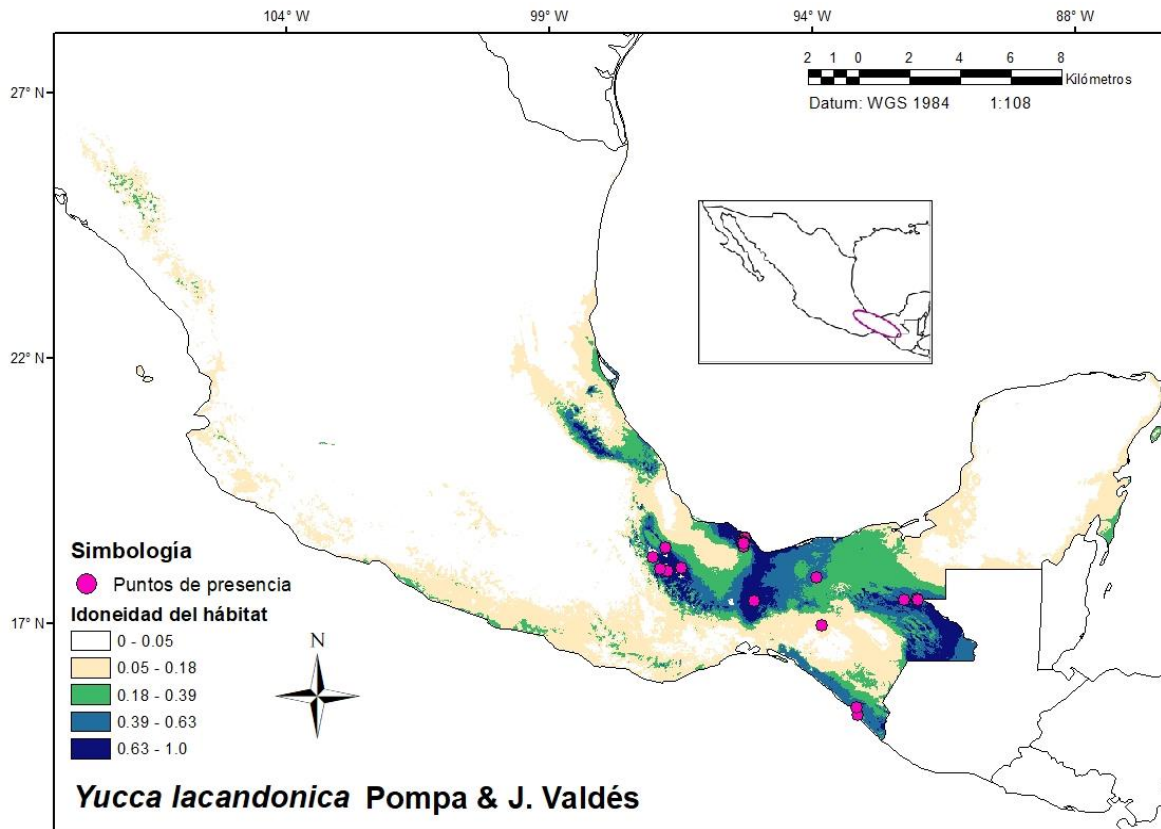 104° W 99° W 94° W 88° W
2 1 0 2 4 6 8
Kilómetros
Datum: WGS 1984 1:108
27° N
22° N
17° N
Simbología
Puntos de presencia
Idoneidad del hábitat
0 - 0.05
0.05 - 0.18
0.18 - 0.39
0.39 - 0.63
0.63 - 1.0
N
Yucca lacandonica Pompa & J. Valdés